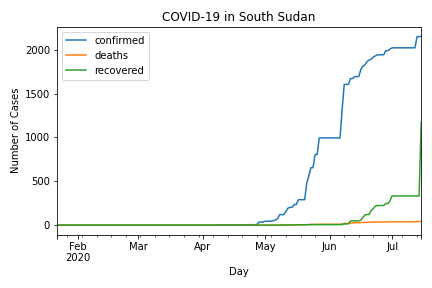 COVID-19 in South Sudan
confirmed
deaths
recovered
Number of Cases
2000
1500
1000
500
0
Feb Mar Apr May Jun Jul
2020
Day